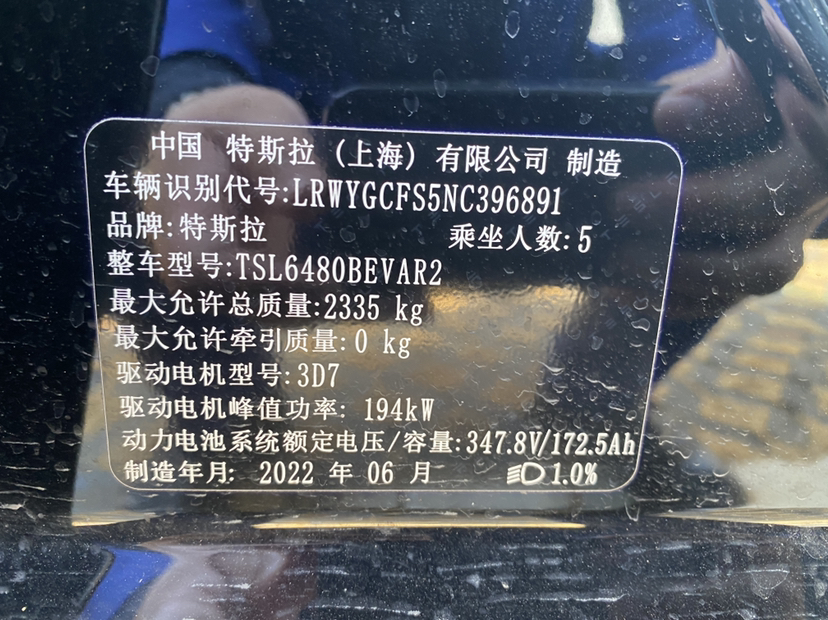 中国 特斯拉 (上海) 有限公司 制造
车辆识别代号:LRWYGCFS5NC396891
品牌:特斯拉 乘坐人数:5
整车型号:TSL6480BEVAR2
最大允许总质量:2335 kg
最大允许牵引质量:0 kg
驱动电机型号:3D7
驱动电机峰值功率: 194kW
动力电池系统额定电压/容量:347.8V/172.5Ah
制造年月: 2022 年 06 月 1.0%